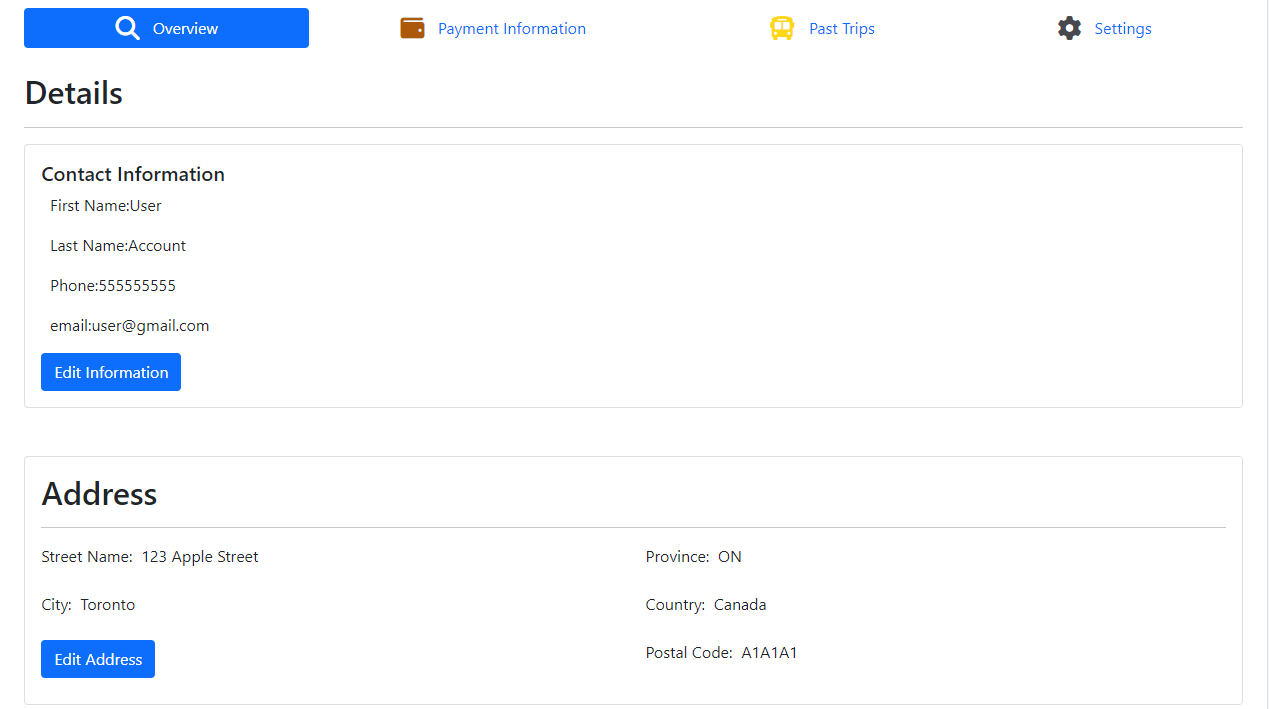 Overview Payment Information Past Trips Settings
Details
Contact Information
First Name:User
Last Name:Account
Phone:555555555
email:user@gmail.com
Edit Information
Address
Street Name: 123 Apple Street Province: ON
City: Toronto Country: Canada
Postal Code: A1A1A1
Edit Address